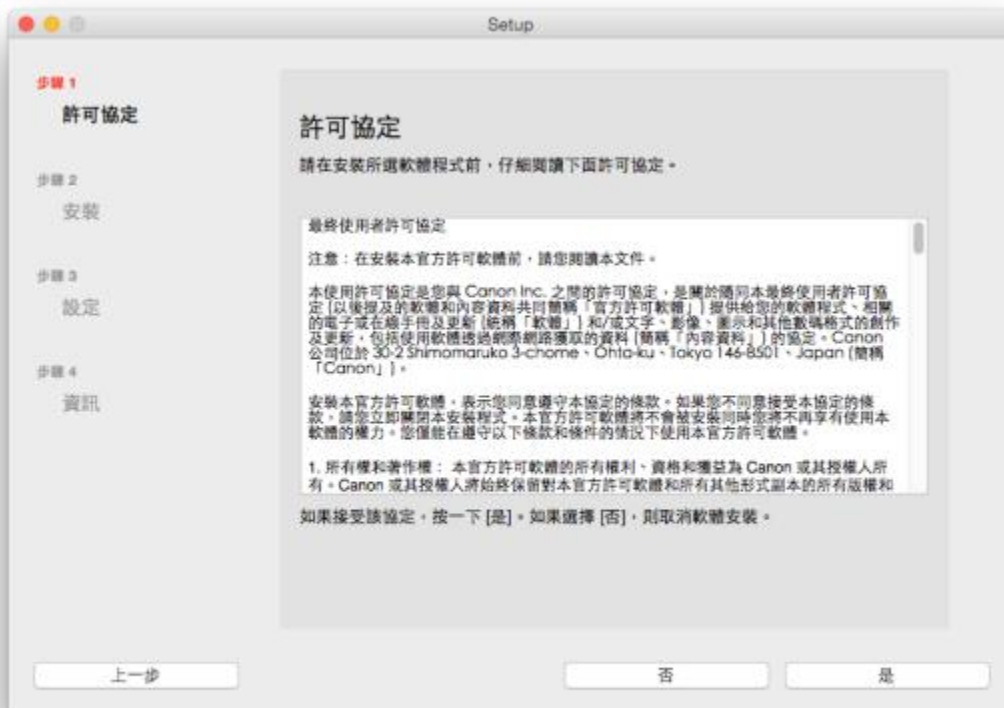 Setup
步驟 1
許可協定
步驟 2
安裝
步驟 3
設定
步驟 4
資訊
許可協定
請在安裝所選軟體程式前，仔細閱讀下面許可協定。
最終使用者許可協定
注意：在安裝本官方許可軟體前，請您閱讀本文件。
本使用許可協定是您與 Canon Inc. 之間的許可協定，是關於隨同本最終使用者許可協
定 (以後提及的軟體和內容資料共同簡稱「官方許可軟體」) 提供給您的軟體程式、相關
的電子或在線手冊及更新 (統稱「軟體」) 和/或文字、影像、圖示和其他數碼格式的創作
及更新，包括使用軟體透過網際網路獲取的資料 (簡稱「內容資料」) 的協定。Canon
公司位於 30-2 Shimomaruko 3-chome、Ohta-ku、Tokyo 146-8501、Japan (簡稱
「Canon」)。
安裝本官方許可軟體，表示您同意遵守本協定的條款。如果您不同意接受本協定的條
款，請您立即關閉本安裝程式。本官方許可軟體將不會被安裝同時您將不再享有使用本
軟體的權力。您僅能在遵守以下條款和條件的情況下使用本官方許可軟體。
1. 所有權和著作權： 本官方許可軟體的所有權利、資格和獲益為 Canon 或其授權人所
有。Canon 或其授權人將始終保留對本官方許可軟體和所有其他形式副本的所有版權和
如果接受該協定，按一下 [是]。如果選擇 [否]，則取消軟體安裝。
上一步
否
是